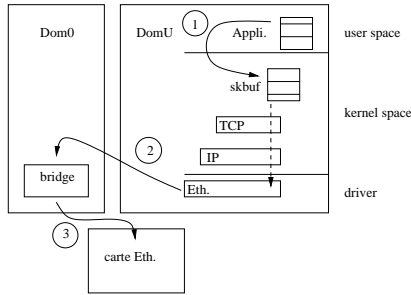 Dom0
DomU
1
Appli.
user space
skbuf
kernel space
TCP
2
IP
bridge
Eth.
driver
3
carte Eth.